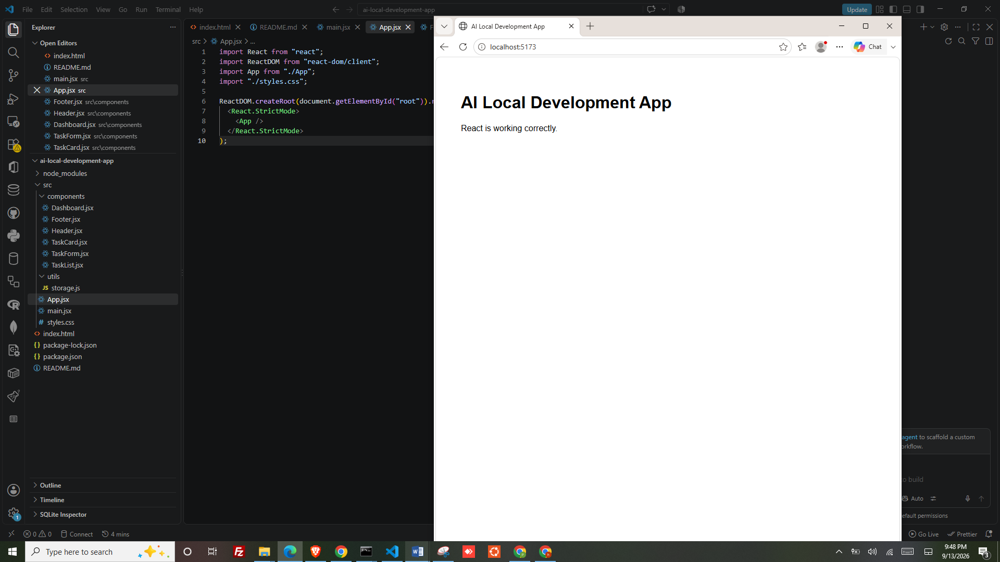 File Edit Selection View Go Run Terminal Help
ai-local-development-app
Update
Explorer
Open Editors
index.html
README.md
main.jsx src
App.jsx src
Footer.jsx src\components
Header.jsx src\components
Dashboard.jsx src\components
TaskForm.jsx src\components
TaskCard.jsx src\components
ai-local-development-app
node_modules
src
components
Dashboard.jsx
Footer.jsx
Header.jsx
TaskCard.jsx
TaskForm.jsx
TaskList.jsx
utils
JS storage.js
App.jsx
main.jsx
# styles.css
index.html
{} package-lock.json
{} package.json
README.md
Outline
Timeline
SQLite Inspector
index.html README.md main.jsx App.jsx F
src > App.jsx > ...
1 import React from "react";
2 import ReactDOM from "react-dom/client";
3 import App from "./App";
4 import "./styles.css";
5
6 ReactDOM.createRoot(document.getElementById("root")).r
7 <React.StrictMode>
8 <App />
9 </React.StrictMode>
10 );
AI Local Development App
localhost:5173
Chat
AI Local Development App
React is working correctly.
agent to scaffold a custom
orkflow.
o build
Auto
efault permissions
1
0 0 Connect 4 mins
Go Live Prettier
Type here to search
9:48 PM
9/13/2026
3